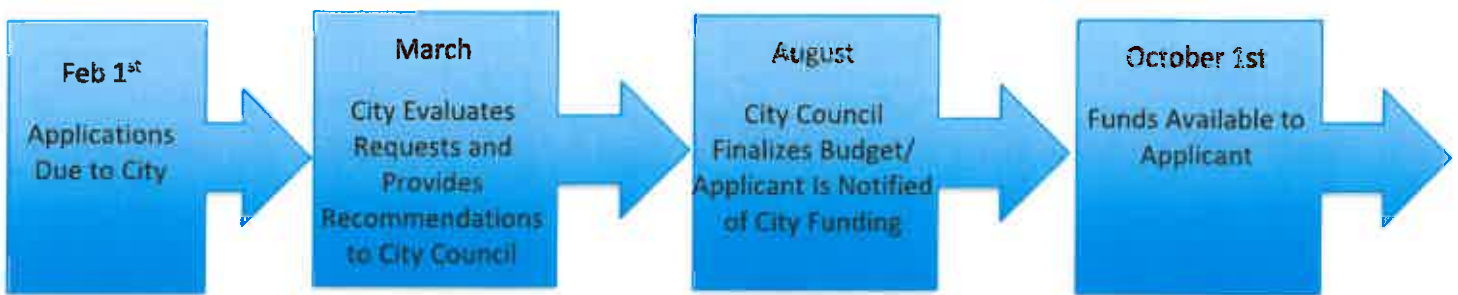 Feb 1st
Applications
Due to City
March
City Evaluates
Requests and
Provides
Recommendations
to City Council
August
City Council
Finalizes Budget/
Applicant Is Notified
of City Funding
October 1st
Funds Available to
Applicant